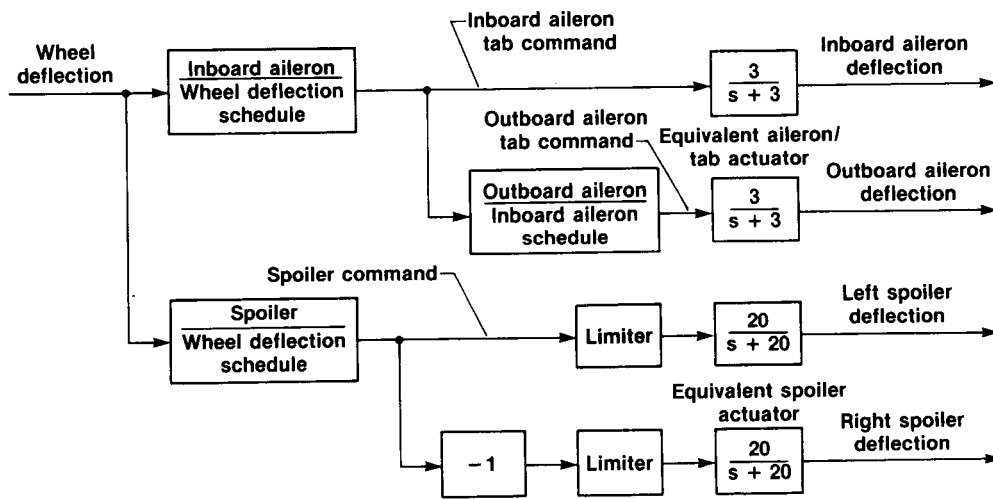 Wheel
deflection
Inboard aileron
Wheel deflection
schedule
Inboard aileron
tab command
3
s + 3
Inboard aileron
deflection
Outboard aileron
tab command
Outboard aileron
Inboard aileron
schedule
Equivalent aileron/
tab actuator
3
s + 3
Outboard aileron
deflection
Spoiler command
Spoiler
Wheel deflection
schedule
Limiter
20
s + 20
Left spoiler
deflection
−1
Limiter
Equivalent spoiler
actuator
20
s + 20
Right spoiler
deflection